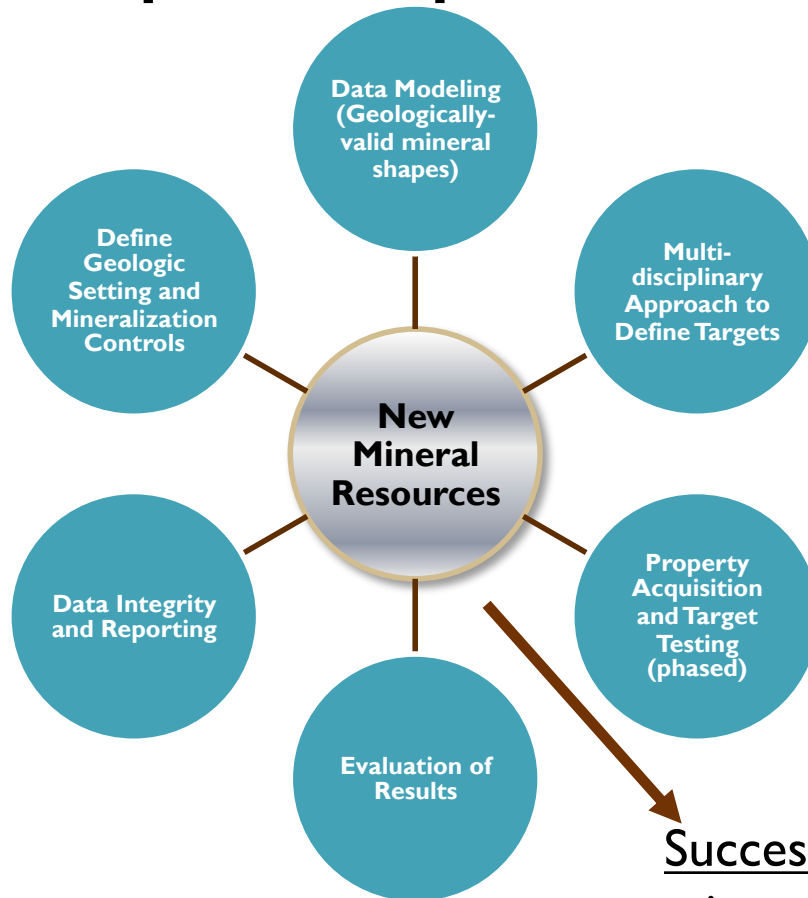 Data Modeling
(Geologically-
valid mineral
shapes)
Multi-
disciplinary
Approach to
Define Targets
Property
Acquisition
and Target
Testing
(phased)
Evaluation of
Results
Data Integrity
and Reporting
Define
Geologic
Setting and
Mineralization
Controls
New
Mineral
Resources
Succes